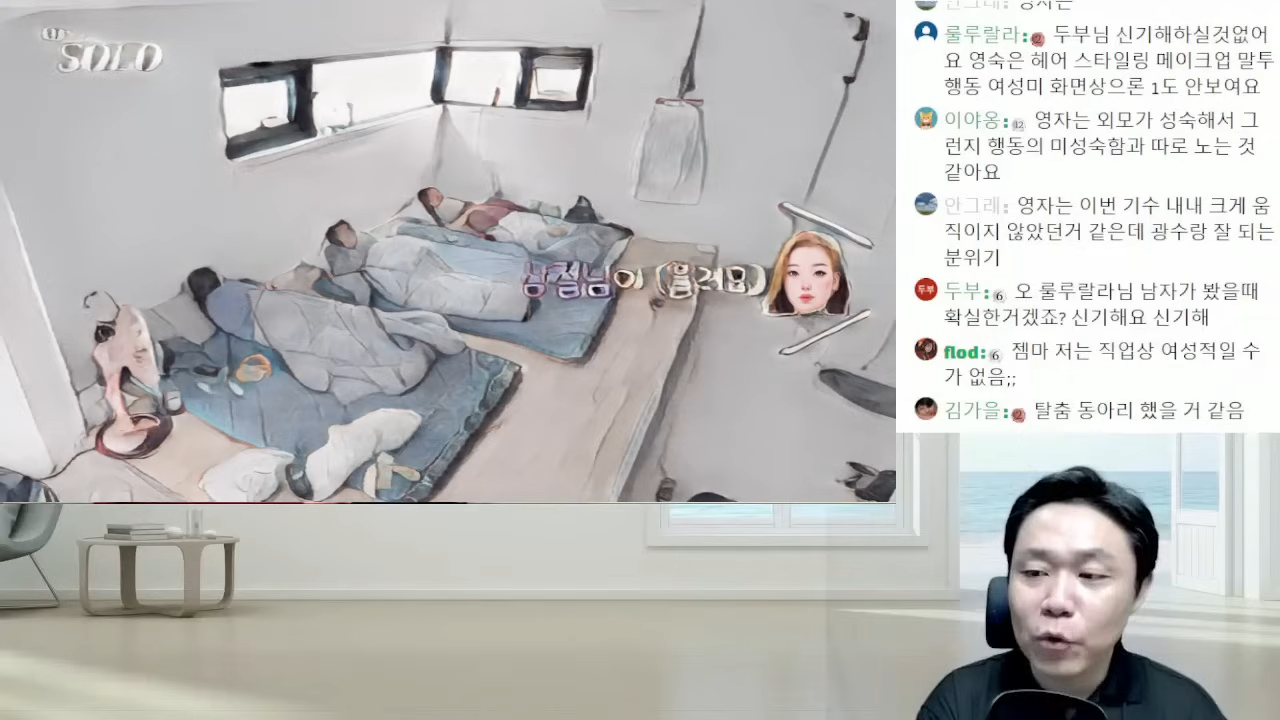 SOLO
상철님이 (플러팅)
룰루랄라: 두부님 신기해하실것없어
요 영숙은 헤어 스타일링 메이크업 말투
행동 여성미 화면상으론 1도 안보여요
이야옹: 12 영자는 외모가 성숙해서 그
런지 행동의 미성숙함과 따로 노는 것
같아요
안그레: 영자는 이번 기수 내내 크게 움
직이지 않았던거 같은데 광수랑 잘 되는
분위기
두부
두부: 6 오 룰루랄라님 남자가 봤을때
확실한거겠죠? 신기해요 신기해
flod: 6 젬마 저는 직업상 여성적일 수
가 없음;;
김가을: 2 탈춤 동아리 했을 거 같음